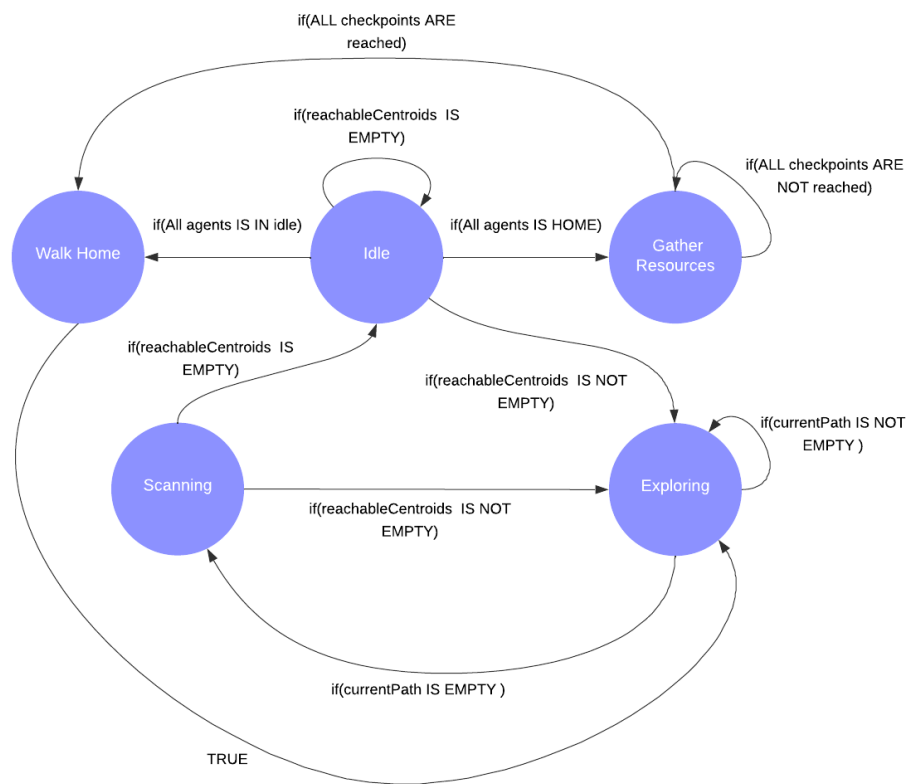 if(ALL checkpoints ARE
reached)
if(reachableCentroids IS
EMPTY)
if(ALL checkpoints ARE
NOT reached)
if(All agents IS IN idle)
if(All agents IS HOME)
Walk Home
Idle
Gather
Resources
if(reachableCentroids IS
EMPTY)
if(reachableCentroids IS NOT
EMPTY)
if(currentPath IS NOT
EMPTY )
Scanning
Exploring
if(reachableCentroids IS NOT
EMPTY)
if(currentPath IS EMPTY )
TRUE